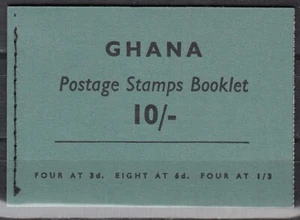 GHANA
Postage Stamps Booklet
10/-
FOUR AT 3d. EIGHT AT 6d. FOUR AT 1/3